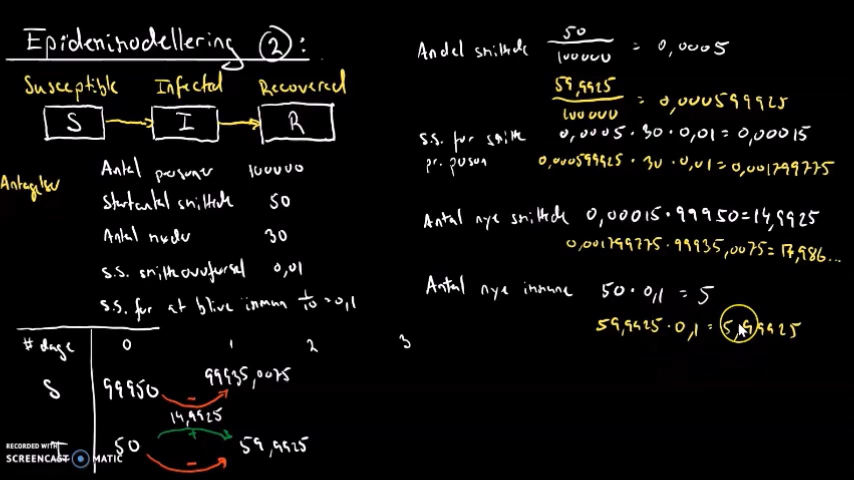 Epidemimodellering 2:
Susceptible Infected Recovered
S I R
Antagelser
Antal personer 100000
Startantal smittede 50
Antal møder 30
s.s. smitteoverførsel 0,01
s.s. for at blive immun 1/10 = 0,1
# dage 0 1 2 3
S 99950 - 99935,0075
14,9925
+
I 50 - 59,9925
RECORDED WITH
SCREENCAST MATIC
Andel smittede 50/100000 = 0,0005
59,9925/100000 = 0,000599925
s.s. for smitte 0,0005 · 30 · 0,01 = 0,00015
pr. person 0,000599925 · 30 · 0,01 = 0,001799775
Antal nye smittede 0,00015 · 99950 = 14,9925
0,001799775 · 99935,0075 = 17,986...
Antal nye immune 50 · 0,1 = 5
59,9925 · 0,1 = 5,99925